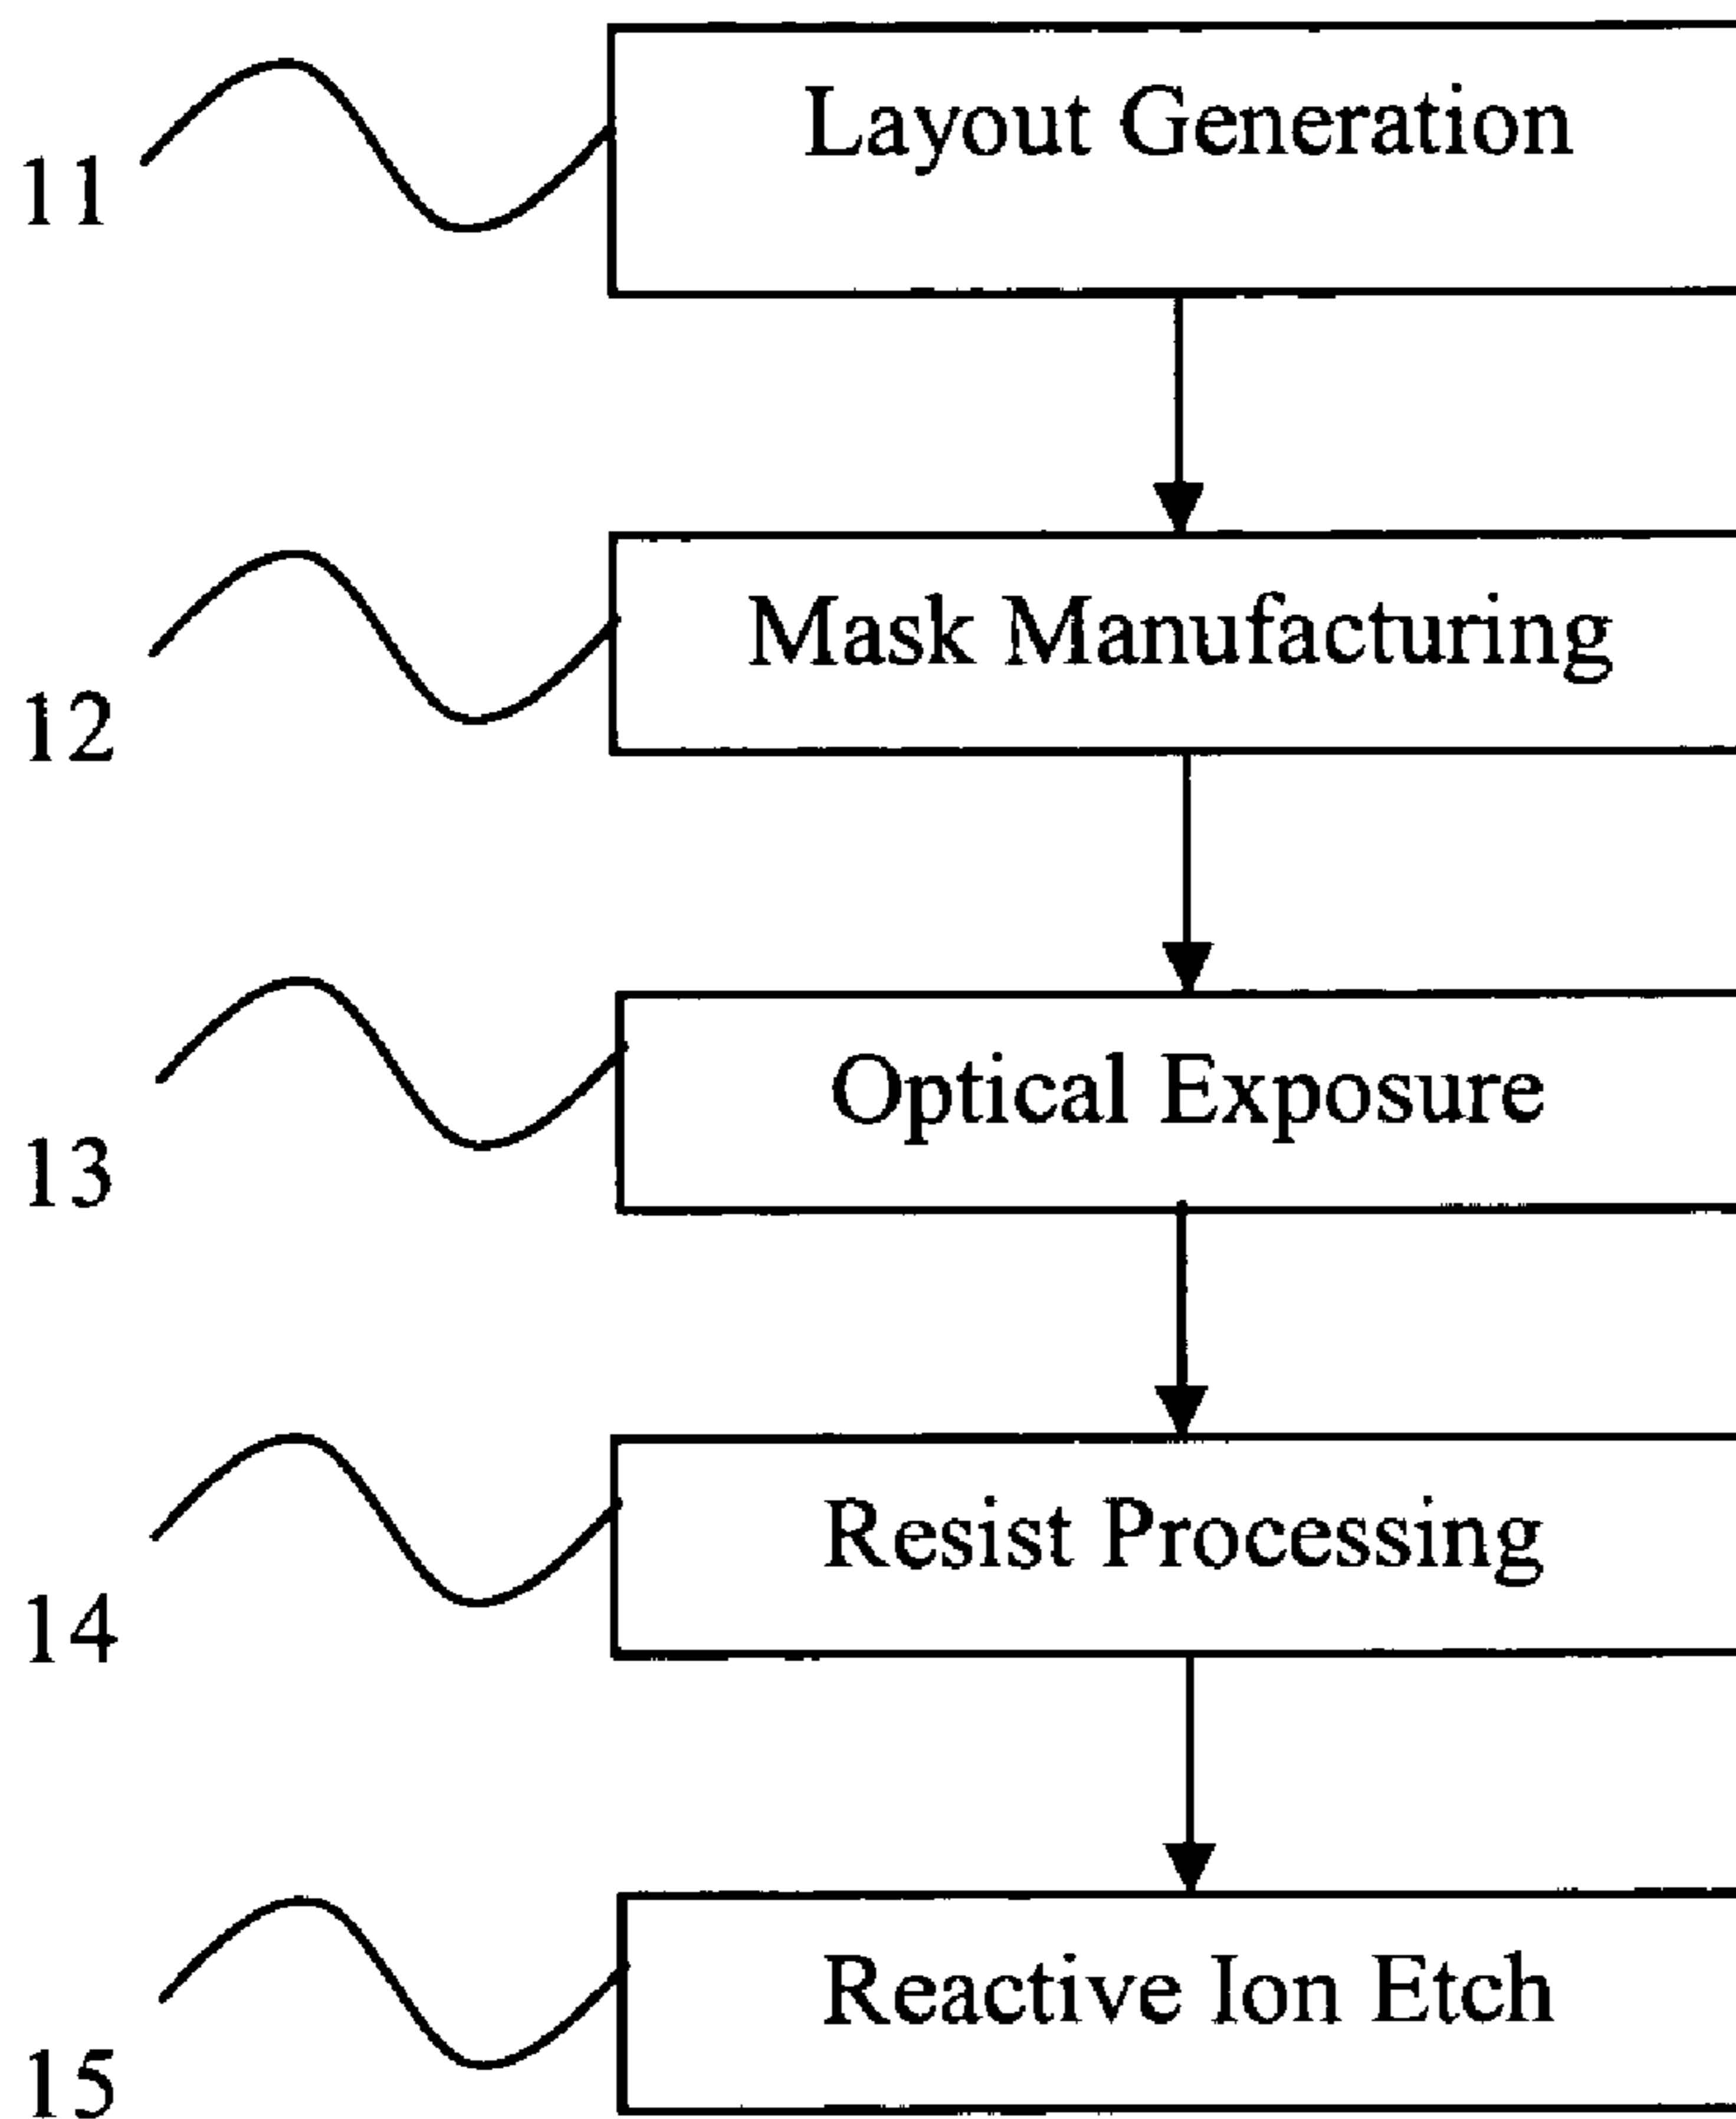 Layout Generation
11
Mask Manufacturing
12
Optical Exposure
13
Resist Processing
14
Reactive Ion Etch
15